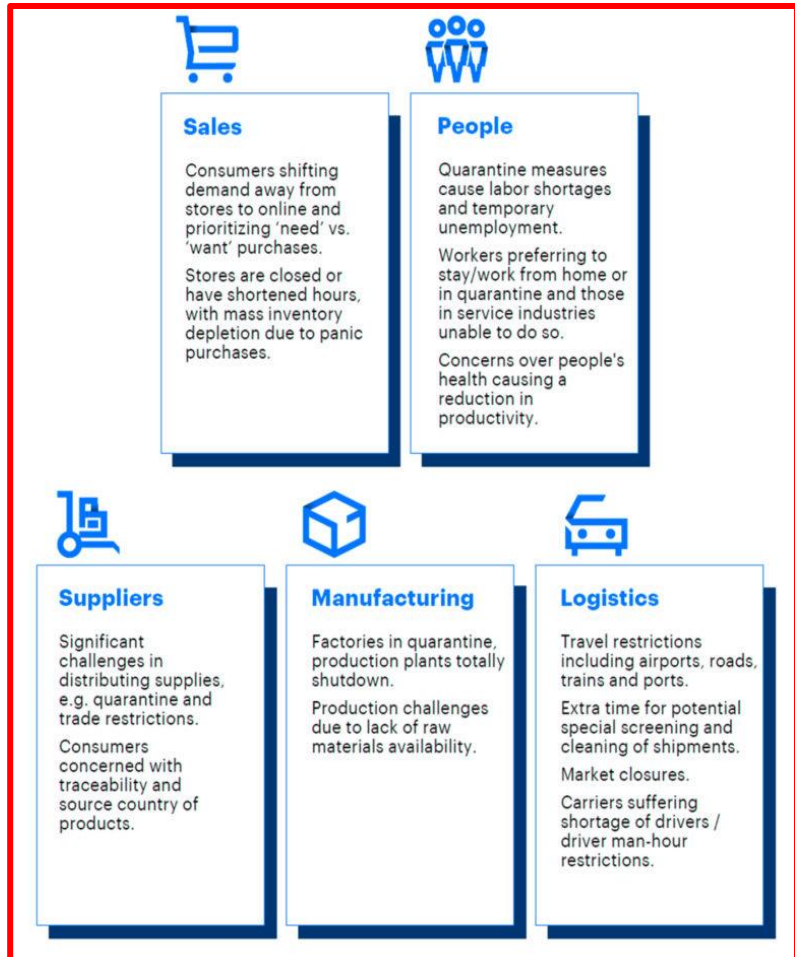 Sales
Consumers shifting
demand away from
stores to online and
prioritizing ‘need’ vs.
‘want’ purchases.
Stores are closed or
have shortened hours,
with mass inventory
depletion due to panic
purchases.
People
Quarantine measures
cause labor shortages
and temporary
unemployment.
Workers preferring to
stay/work from home or
in quarantine and those
in service industries
unable to do so.
Concerns over people's
health causing a
reduction in
productivity.
Suppliers
Significant
challenges in
distributing supplies,
e.g. quarantine and
trade restrictions.
Consumers
concerned with
traceability and
source country of
products.
Manufacturing
Factories in quarantine,
production plants totally
shutdown.
Production challenges
due to lack of raw
materials availability.
Logistics
Travel restrictions
including airports, roads,
trains and ports.
Extra time for potential
special screening and
cleaning of shipments.
Market closures.
Carriers suffering
shortage of drivers /
driver man-hour
restrictions.